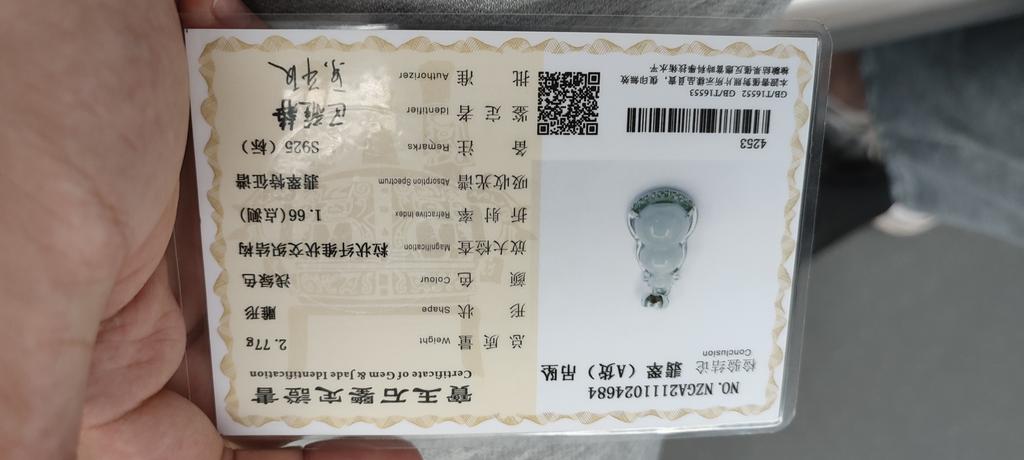 寶玉石鑒定證書
Certificate of Gem & Jade Identification
总质量 Weight 2.77g
形状 Shape 雕形
颜色 Colour 浅绿色
放大检查 Magnification 粒状纤维状交织结构
折射率 Refractive Index 1.66(点测)
吸收光谱 Absorption Spectrum 翡翠特征谱
备注 Remarks S925(标)
鉴定者 Identifier
批准 Authorizer
NO. NZGA21111024684
检验结论 翡翠(A货)吊坠
Conclusion
4253
GB/T16552 GB/T16553